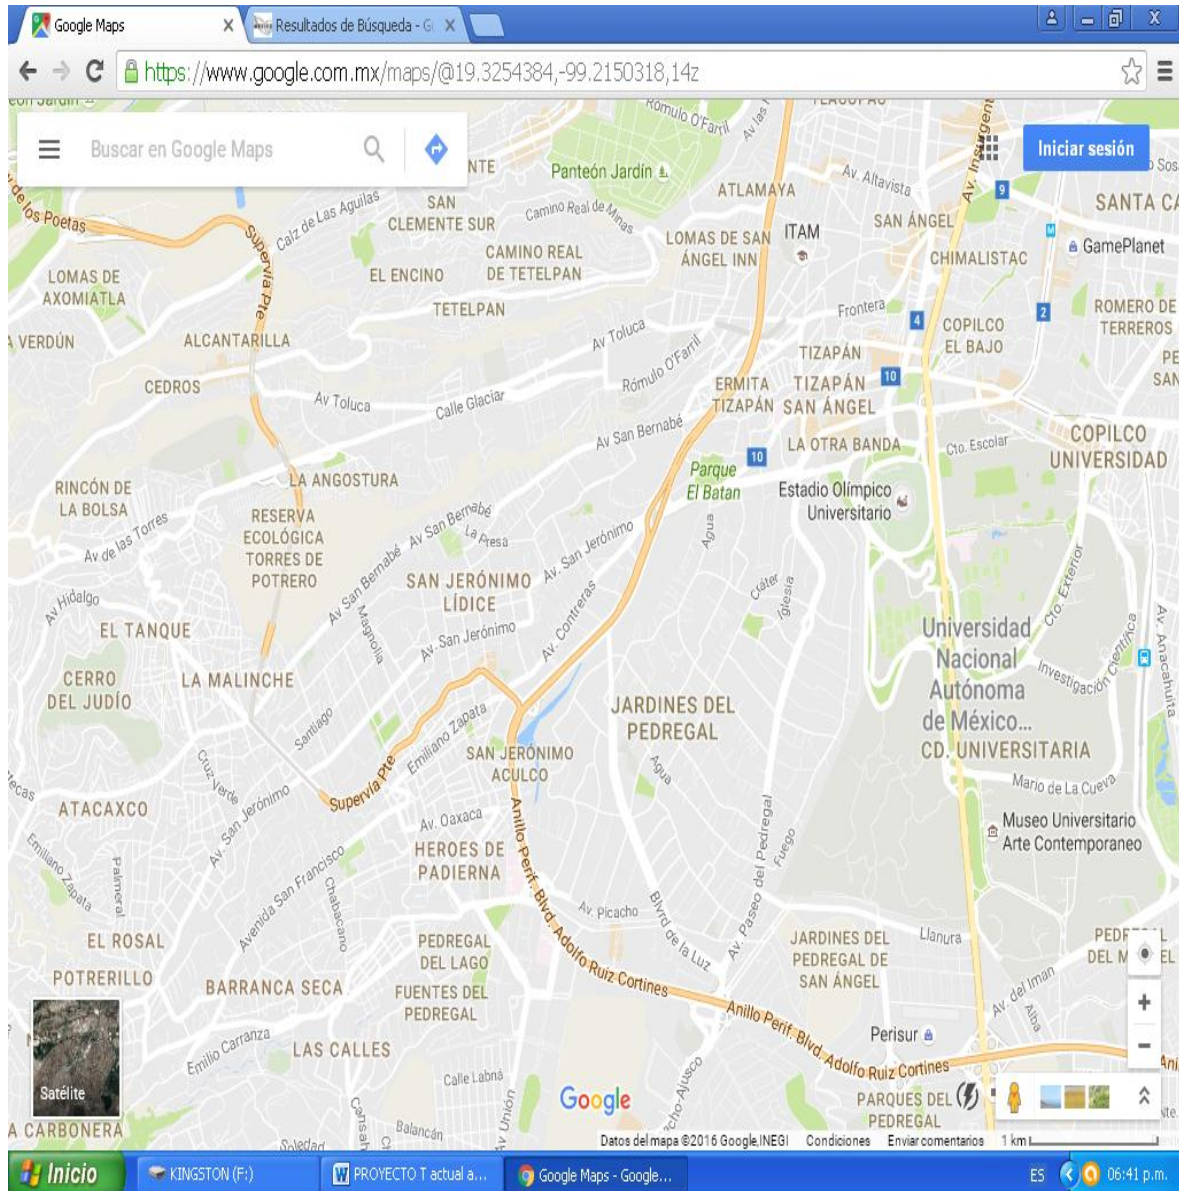 Google Maps
Resultados de Búsqueda - G
https://www.google.com.mx/maps/@19.3254384,-99.2150318,14z
Buscar en Google Maps
Iniciar sesión
Rómulo O'Farril
Av. Insurgent
Panteón Jardín
Av. Altavista
9
de los Poetas
Calz de Las Aguilas
SAN
CLEMENTE SUR
Camino Real de Minas
ATLAMAYA
SANTA CA
SAN ÁNGEL
Supervía Pte
LOMAS DE SAN
ÁNGEL INN
ITAM
M
GamePlanet
CHIMALISTAC
LOMAS DE
AXOMIATLA
EL ENCINO
CAMINO REAL
DE TETELPAN
TETELPAN
Frontera
4
2
ROMERO DE
TERREROS
VERDÚN
ALCANTARILLA
Av Toluca
COPILCO
EL BAJO
TIZAPÁN
CEDROS
Rómulo O'Farril
ERMITA
TIZAPÁN
TIZAPÁN
SAN ÁNGEL
10
Av Toluca
Calle Glaciar
Av San Bernabé
LA OTRA BANDA
Cto. Escolar
COPILCO
UNIVERSIDAD
10
Parque
El Batan
RINCÓN DE
LA BOLSA
LA ANGOSTURA
Estadio Olímpico
Universitario
RESERVA
ECOLÓGICA
TORRES DE
POTRERO
Av San Bernabé
La Presa
Av de las Torres
Av. San Jerónimo
Agua
Av San Bernabé
Magnolia
SAN JERÓNIMO
LÍDICE
Cráter
Iglesia
Cto. Exterior
Av Hidalgo
EL TANQUE
Av. San Jerónimo
Av. Contreras
Universidad
Nacional
Autónoma
de México...
CD. UNIVERSITARIA
Investigación Científica
Av. Anacahuita
CERRO
DEL JUDÍO
LA MALINCHE
Santiago
Emiliano Zapata
JARDINES DEL
PEDREGAL
SAN JERÓNIMO
ACULCO
Agua
Cruz Verde
Supervía Pte
Mario de La Cueva
ATACAXCO
Av. San Jerónimo
Av. Oaxaca
Museo Universitario
Arte Contemporaneo
Emiliano Zapata
Palmeral
HEROES DE
PADIERNA
Fuego
Avenida San Francisco
Chabacano
Av. Picacho
Blvrd de la Luz
Av. Paseo del Pedregal
EL ROSAL
PEDREGAL
DEL LAGO
JARDINES DEL
PEDREGAL DE
SAN ÁNGEL
Llanura
POTRERILLO
BARRANCA SECA
FUENTES DEL
PEDREGAL
Anillo Perif. Blvd. Adolfo Ruiz Cortines
Av. del Iman
Alba
Anillo Perif. Blvd. Adolfo Ruiz Cortines
Perisur
Emilio Carranza
LAS CALLES
Calle Labná
Satélite
Google
PARQUES DEL
PEDREGAL
A CARBONERA
Balancán
Av Unión
Soledad
Datos del mapa ©2016 Google,INEGI Condiciones Enviar comentarios 1 km
Inicio
KINGSTON (F:)
PROYECTO T actual a...
Google Maps - Google...
ES
06:41 p.m.